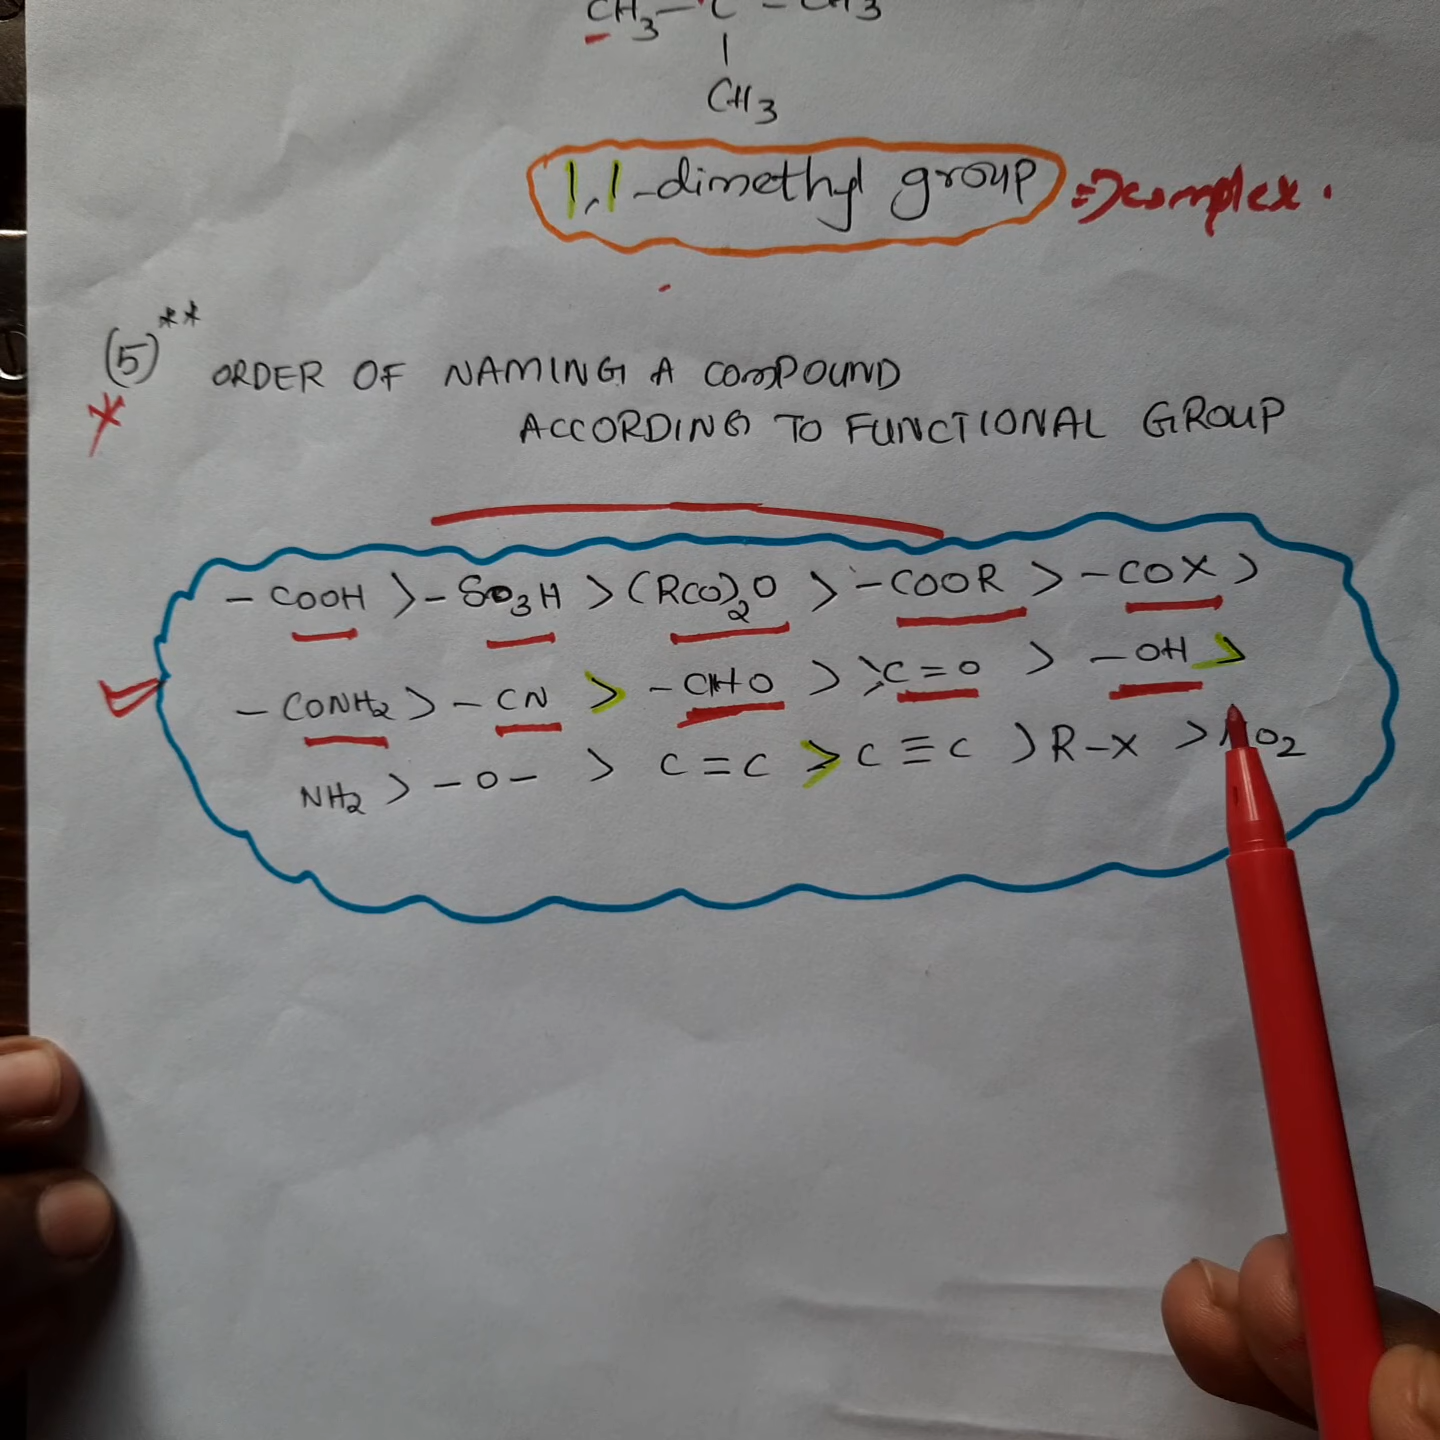 CH3 — C — CH3
|
CH3
1,1-dimethyl group ⇒ complex.
(5)**
ORDER OF NAMING A COMPOUND
ACCORDING TO FUNCTIONAL GROUP
- COOH > - SO3H > (RCO)2O > - COOR > - COX >
- CONH2 > - CN > - CHO > >C=O > - OH >
NH2 > - O - > C = C > C ≡ C > R-X > NO2